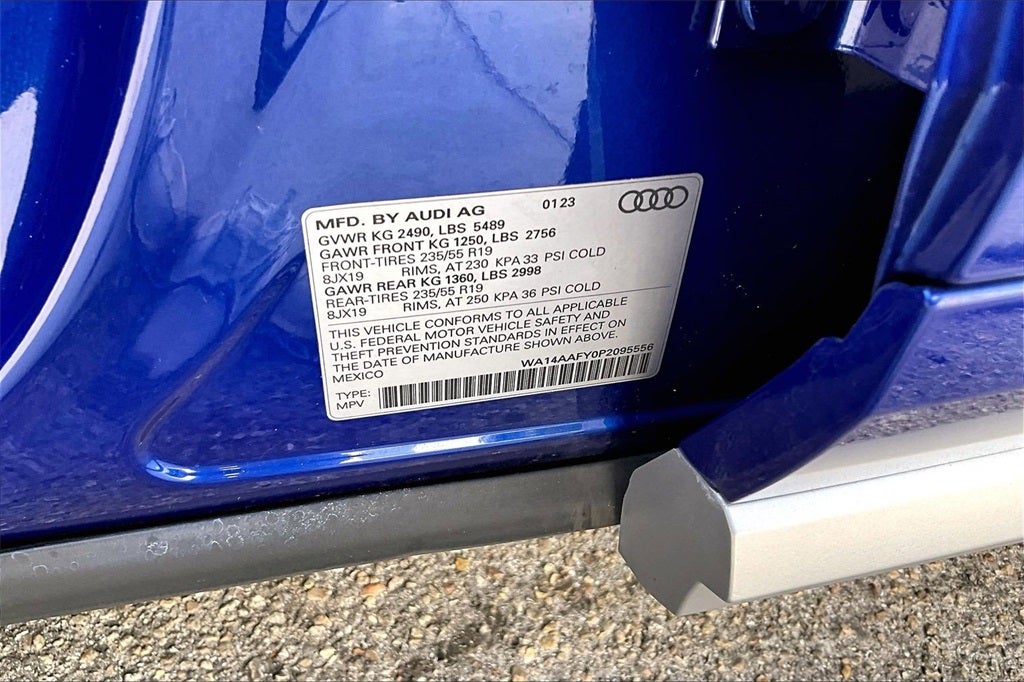 MFD. BY AUDI AG 0123
GVWR KG 2490, LBS 5489
GAWR FRONT KG 1250, LBS 2756
FRONT-TIRES 235/55 R19
8JX19 RIMS, AT 230 KPA 33 PSI COLD
GAWR REAR KG 1360, LBS 2998
REAR-TIRES 235/55 R19
8JX19 RIMS, AT 250 KPA 36 PSI COLD
THIS VEHICLE CONFORMS TO ALL APPLICABLE
U.S. FEDERAL MOTOR VEHICLE SAFETY AND
THEFT PREVENTION STANDARDS IN EFFECT ON
THE DATE OF MANUFACTURE SHOWN ABOVE.
MEXICO WA14AAFY0P2095556
TYPE:
MPV